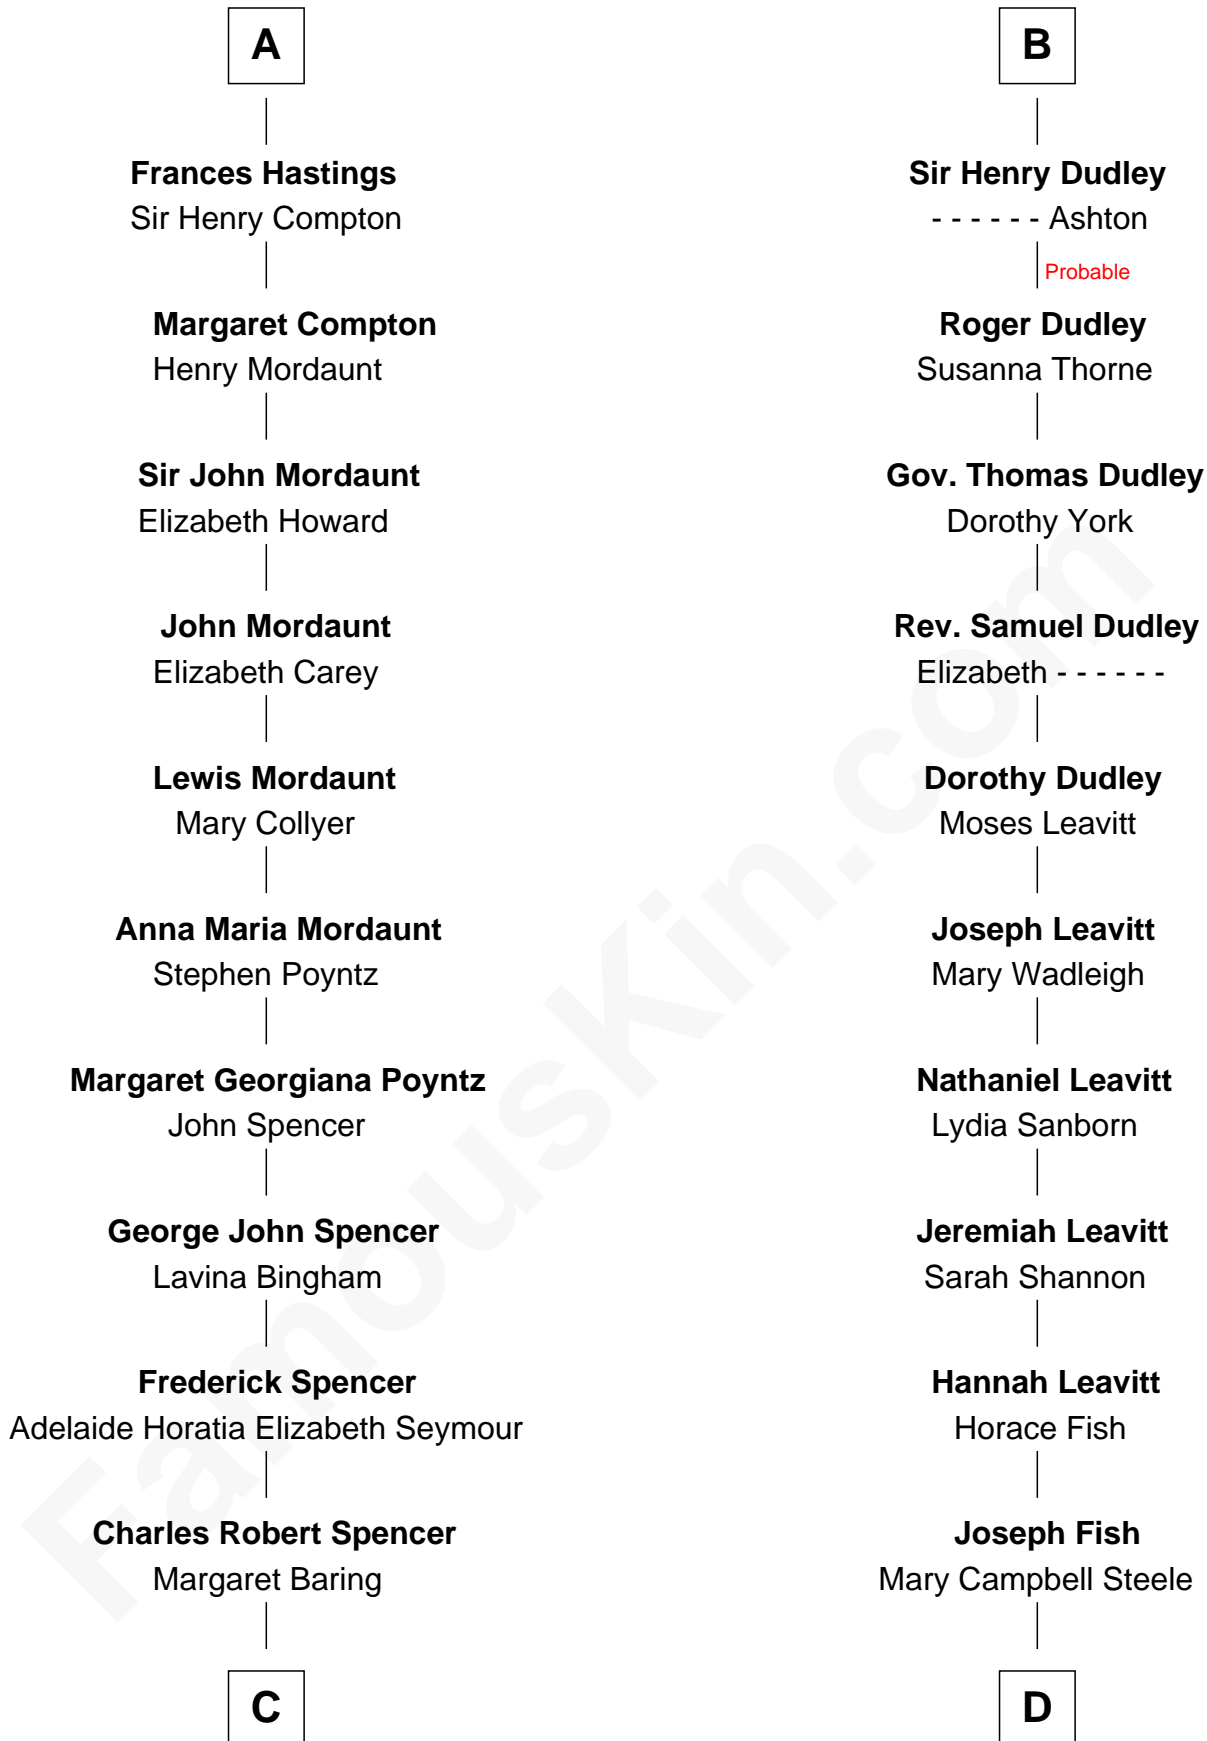 A
Frances Hastings
Sir Henry Compton
Margaret Compton
Henry Mordaunt
Sir John Mordaunt
Elizabeth Howard
John Mordaunt
Elizabeth Carey
Lewis Mordaunt
Mary Collyer
Anna Maria Mordaunt
Stephen Poyntz
Margaret Georgiana Poyntz
John Spencer
George John Spencer
Lavina Bingham
Frederick Spencer
Adelaide Horatia Elizabeth Seymour
Charles Robert Spencer
Margaret Baring
C
B
Sir Henry Dudley
- - - - - - Ashton
Probable
Roger Dudley
Susanna Thorne
Gov. Thomas Dudley
Dorothy York
Rev. Samuel Dudley
Elizabeth - - - - - -
Dorothy Dudley
Moses Leavitt
Joseph Leavitt
Mary Wadleigh
Nathaniel Leavitt
Lydia Sanborn
Jeremiah Leavitt
Sarah Shannon
Hannah Leavitt
Horace Fish
Joseph Fish
Mary Campbell Steele
D
FamousKin.com